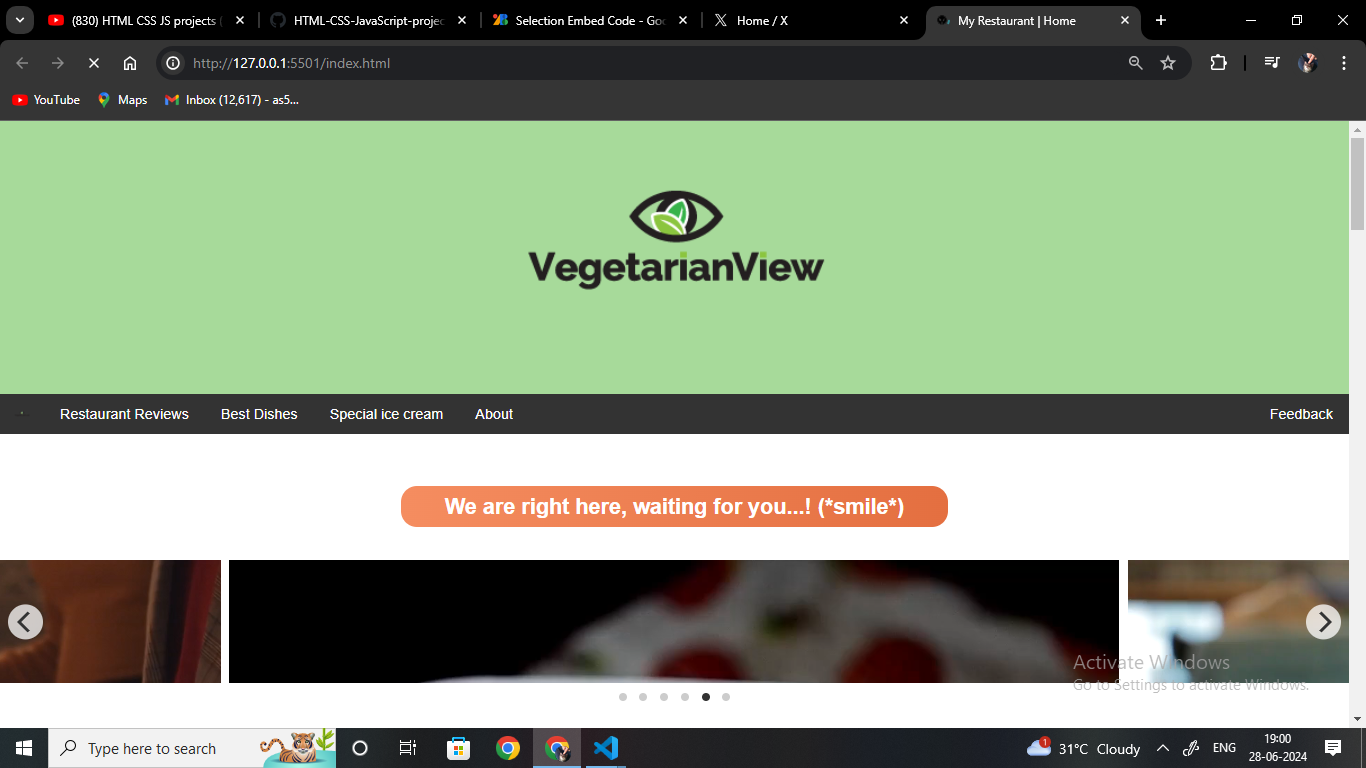 (830) HTML CSS JS projects (
HTML-CSS-JavaScript-projec
Selection Embed Code - Goo
Home / X
My Restaurant | Home
http://127.0.0.1:5501/index.html
YouTube
Maps
Inbox (12,617) - as5...
VegetarianView
Restaurant Reviews
Best Dishes
Special ice cream
About
Feedback
We are right here, waiting for you...! (*smile*)
Activate Windows
Go to Settings to activate Windows.
Type here to search
1
31°C Cloudy
ENG
19:00
28-06-2024